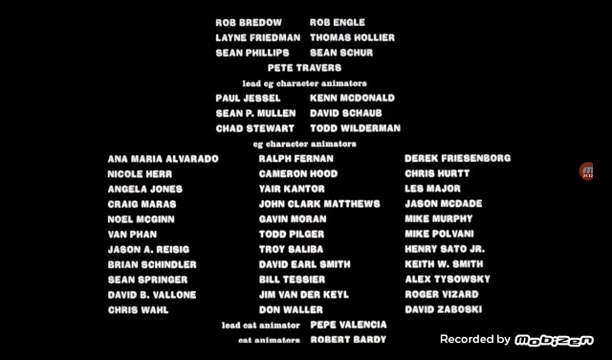 ROB BREDOW ROB ENGLE
LAYNE FRIEDMAN THOMAS HOLLIER
SEAN PHILLIPS SEAN SCHUR
PETE TRAVERS
lead cg character animators
PAUL JESSEL KENN MCDONALD
SEAN P. MULLEN DAVID SCHAUB
CHAD STEWART TODD WILDERMAN
cg character animators
ANA MARIA ALVARADO RALPH FERNAN DEREK FRIESENBORG
NICOLE HERR CAMERON HOOD CHRIS HURTT
ANGELA JONES YAIR KANTOR LES MAJOR
CRAIG MARAS JOHN CLARK MATTHEWS JASON MCDADE
NOEL MCGINN GAVIN MORAN MIKE MURPHY
VAN PHAN TODD PILGER MIKE POLVANI
JASON A. REISIG TROY SALIBA HENRY SATO JR.
BRIAN SCHINDLER DAVID EARL SMITH KEITH W. SMITH
SEAN SPRINGER BILL TESSIER ALEX TYSOWSKY
DAVID B. VALLONE JIM VAN DER KEYL ROGER VIZARD
CHRIS WAHL DON WALLER DAVID ZABOSKI
lead cat animator PEPE VALENCIA
cat animators ROBERT BARDY
Recorded by MOBIZEN